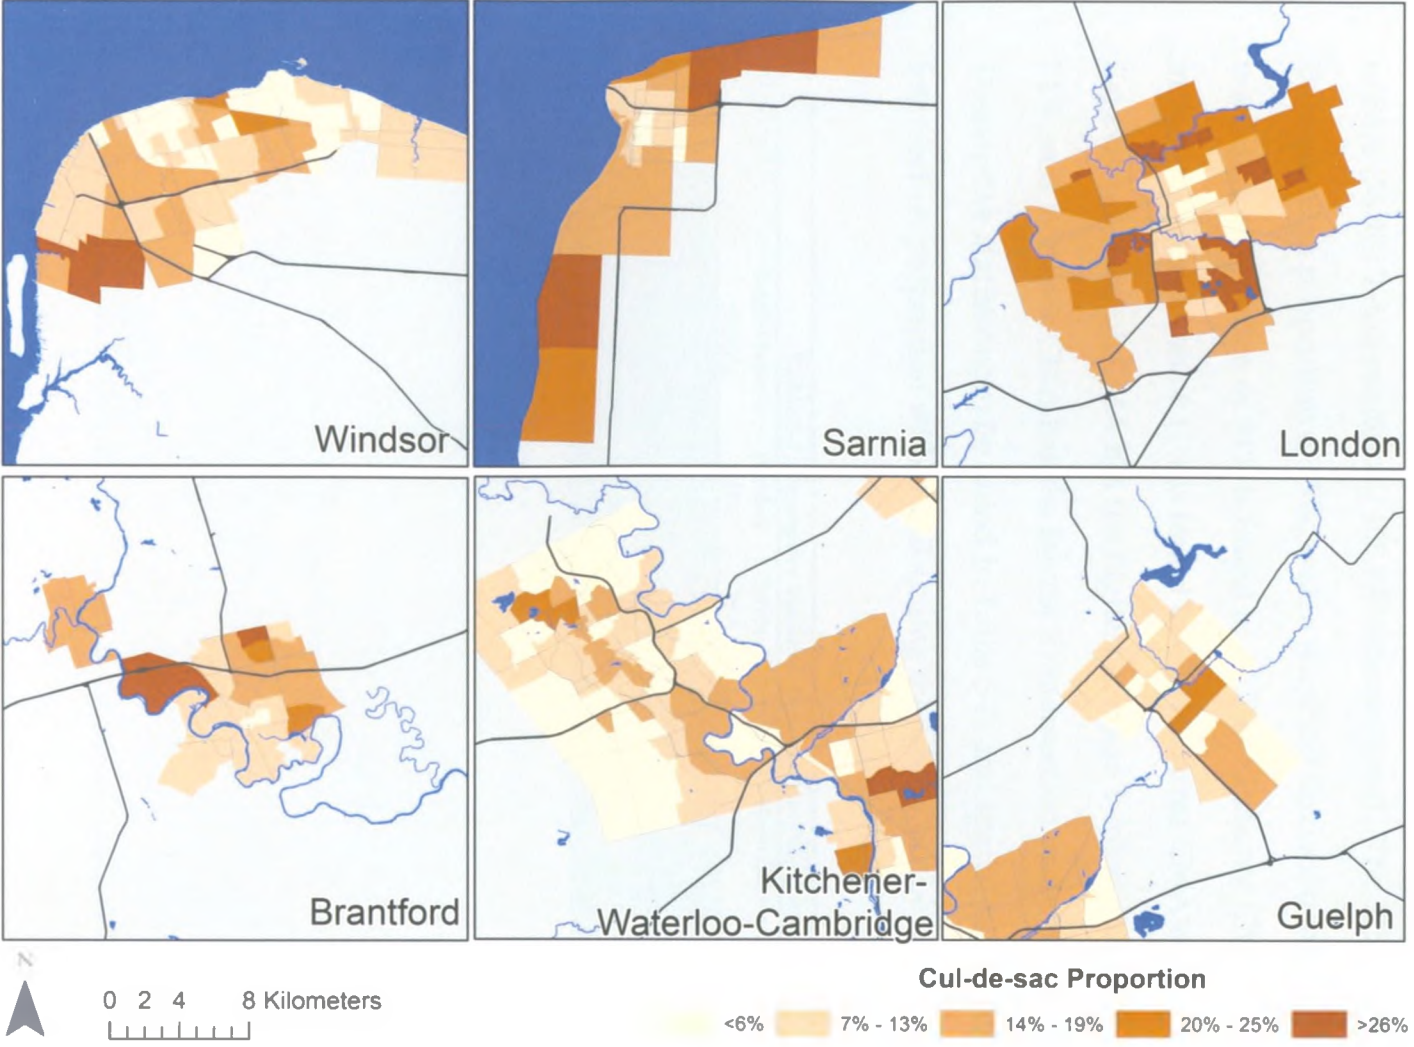 Windsor
Sarnia
London
Brantford
Kitchener-
Waterloo-Cambridge
Guelph
N
0 2 4 8 Kilometers
Cul-de-sac Proportion
<6% 7% - 13% 14% - 19% 20% - 25% >26%